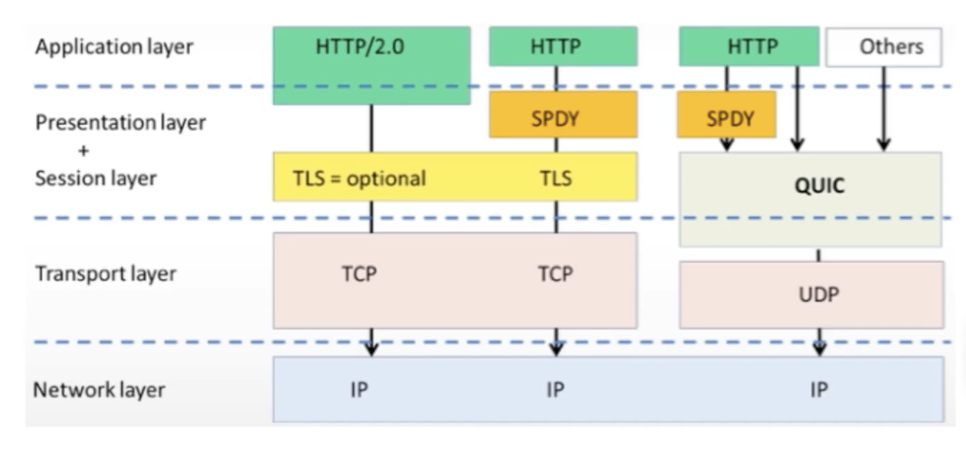 Application layer
HTTP/2.0
HTTP
HTTP
Others
Presentation layer
+
Session layer
SPDY
SPDY
TLS = optional
TLS
QUIC
Transport layer
TCP
TCP
UDP
Network layer
IP
IP
IP